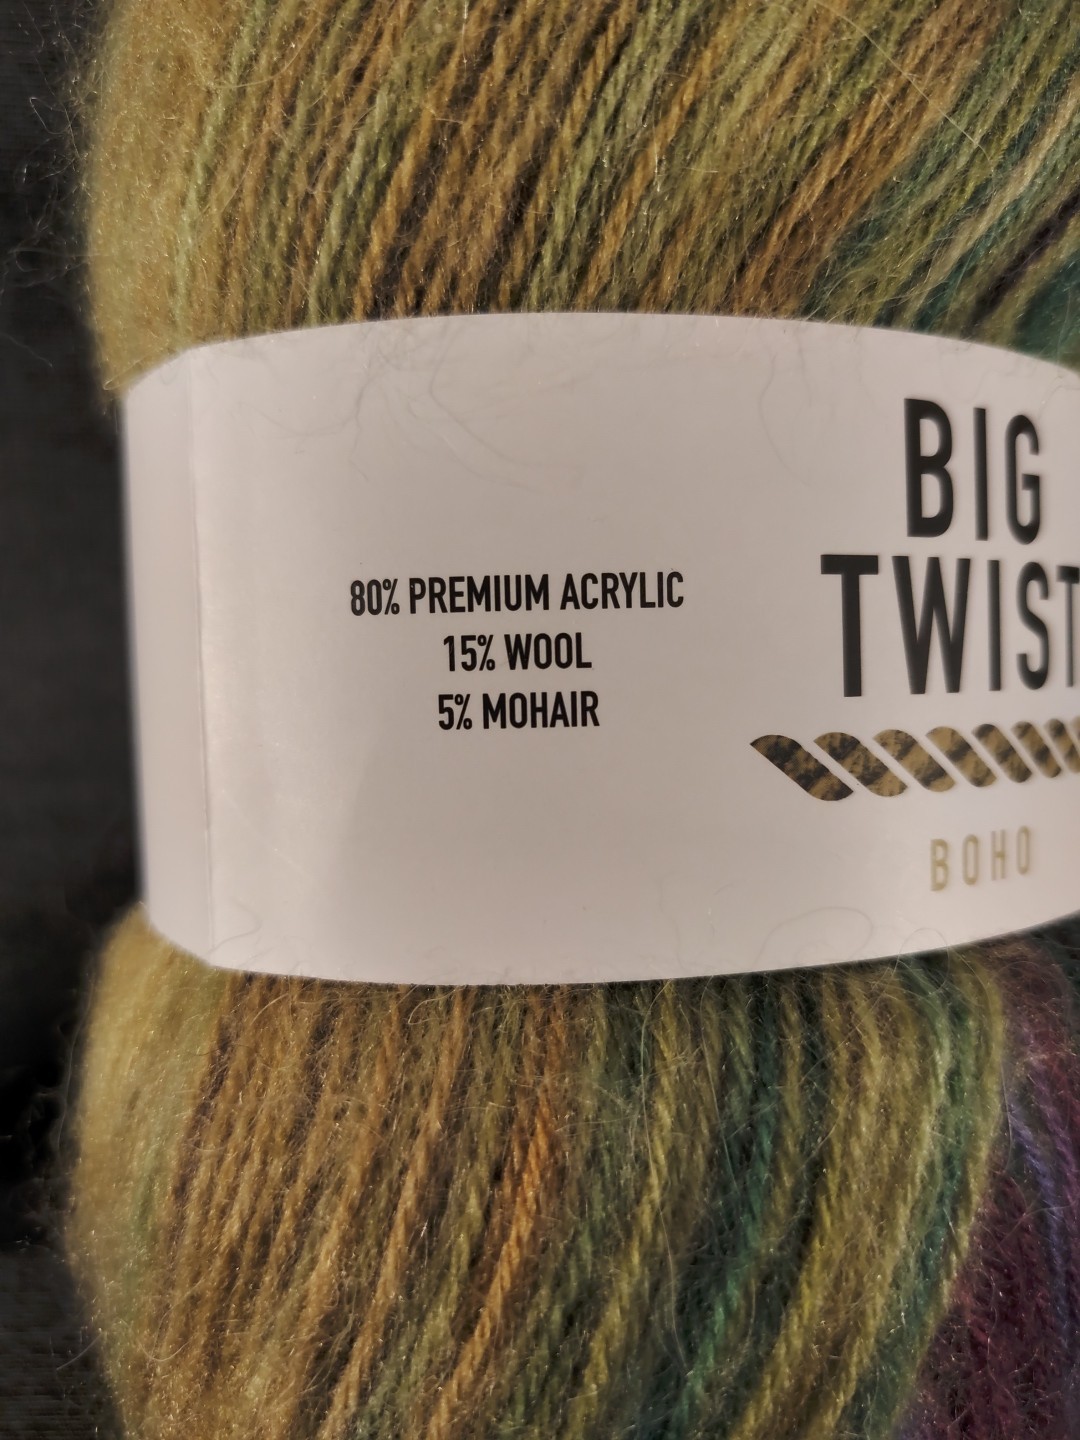 80% PREMIUM ACRYLIC
15% WOOL
5% MOHAIR
BIG
TWIST
BOHO